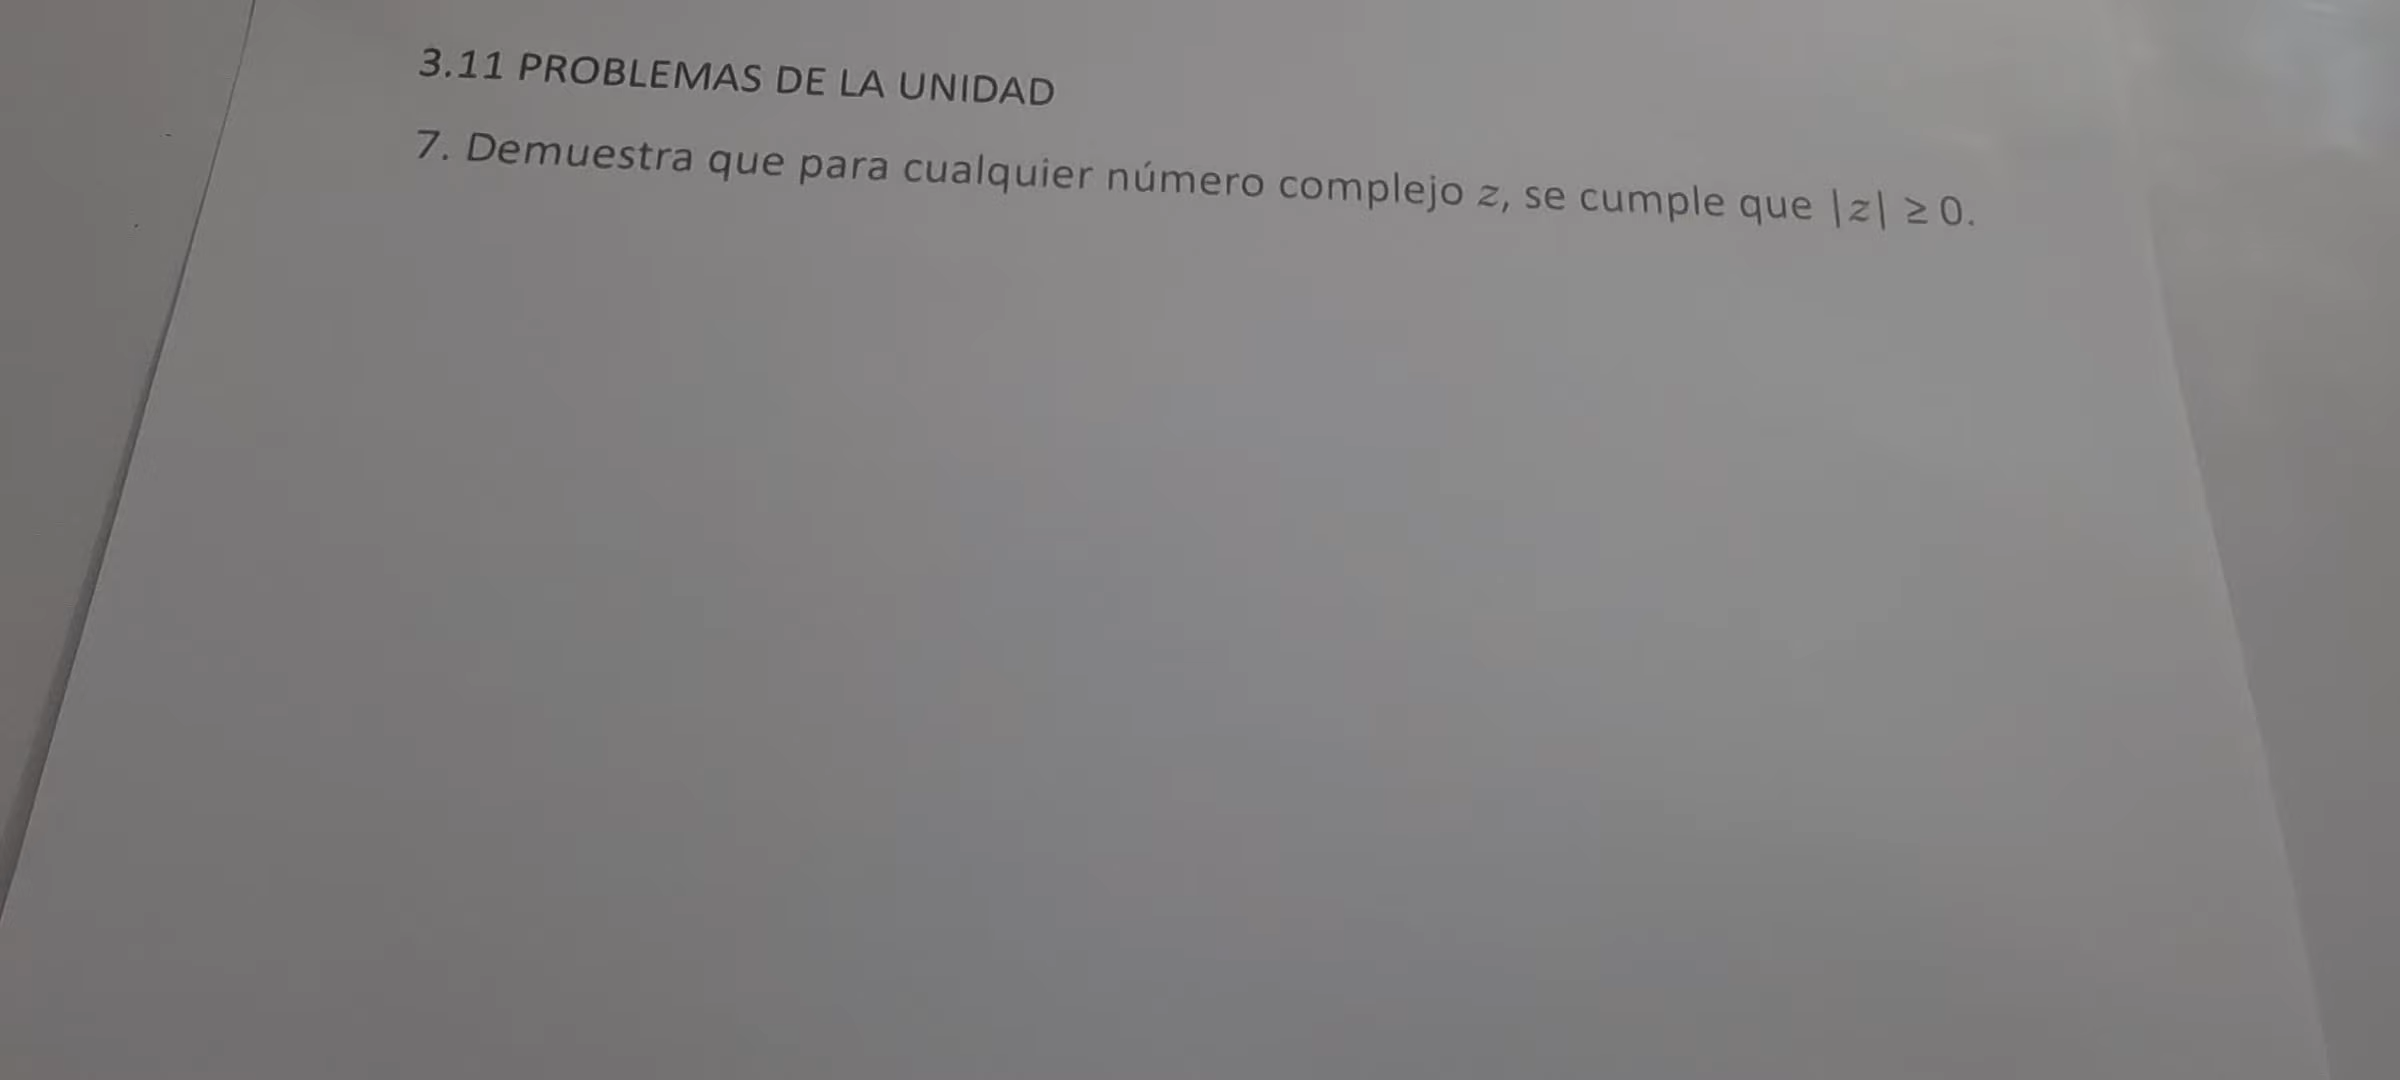 3.11 PROBLEMAS DE LA UNIDAD
7. Demuestra que para cualquier número complejo z, se cumple que |z| ≥ 0.